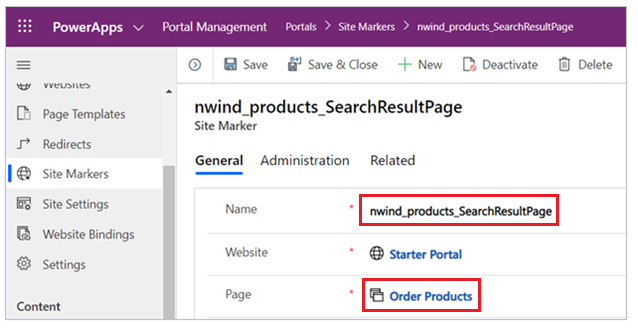 PowerApps Portal Management Portals > Site Markers > nwind_products_SearchResultPage
Save Save & Close New Deactivate Delete
Websites
Page Templates
Redirects
Site Markers
Site Settings
Website Bindings
Settings
Content
nwind_products_SearchResultPage
Site Marker
General Administration Related
Name * nwind_products_SearchResultPage
Website * Starter Portal
Page * Order Products